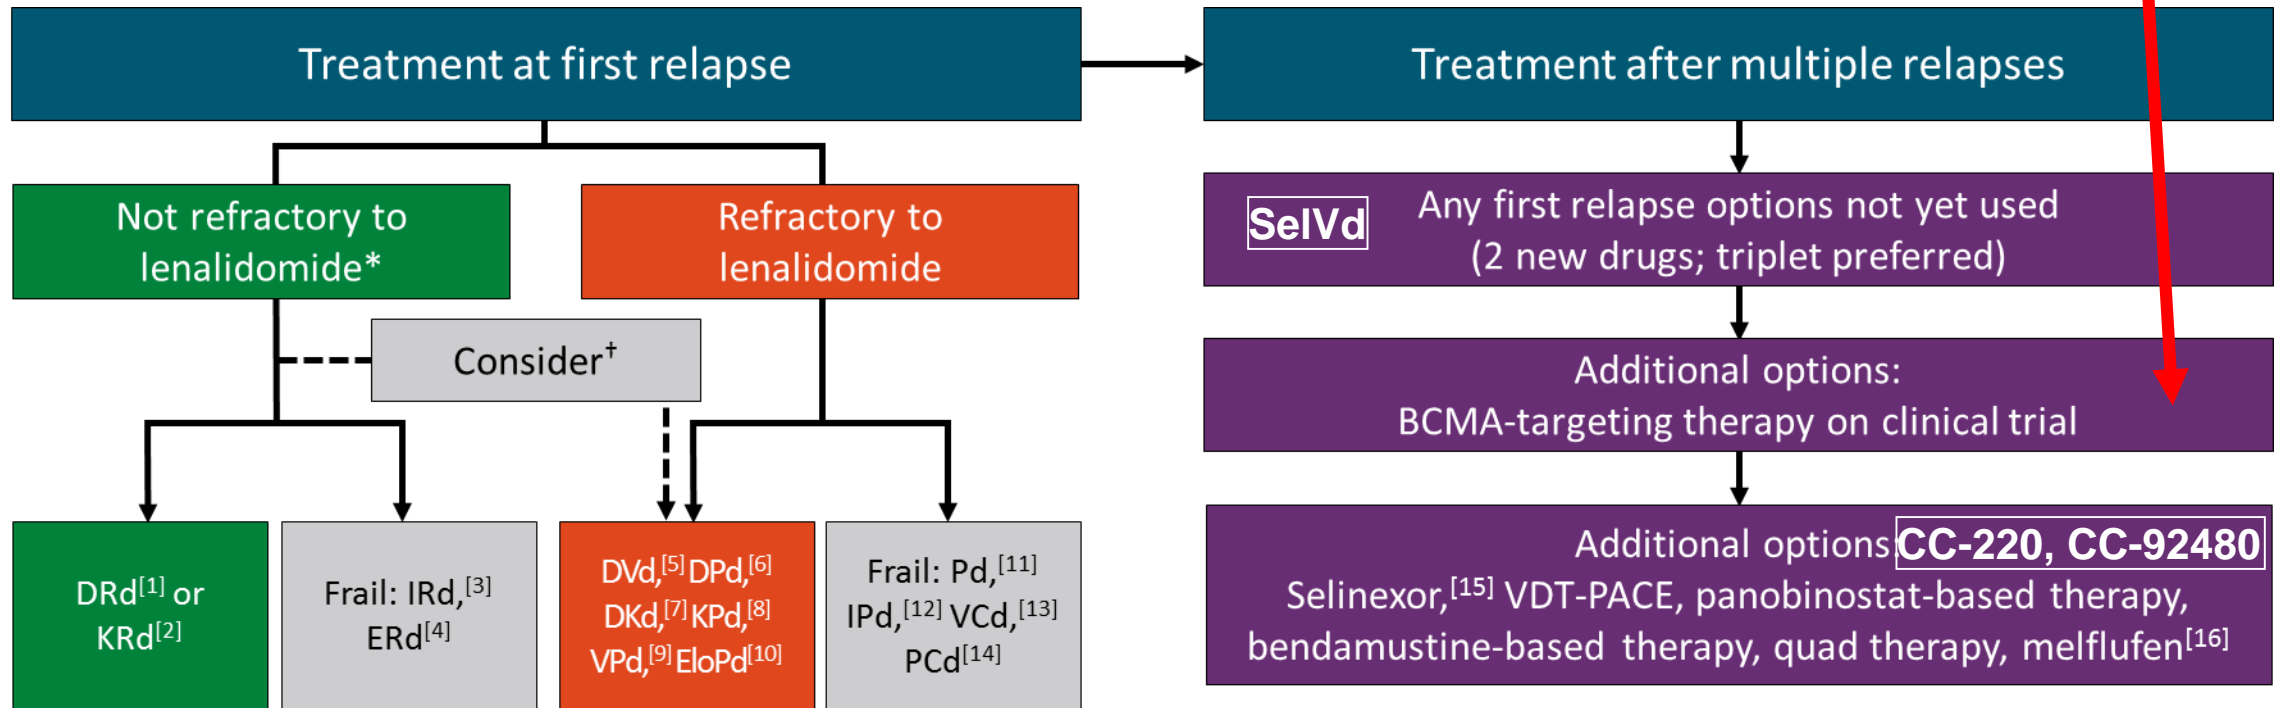 Treatment at first relapse
Treatment after multiple relapses
Not refractory to
lenalidomide*
Refractory to
lenalidomide
Consider†
DRd[1] or
KRd[2]
Frail: IRd,[3]
ERd[4]
DVd,[5] DPd,[6]
DKd,[7] KPd,[8]
VPd,[9] EloPd[10]
Frail: Pd,[11]
IPd,[12] VCd,[13]
PCd[14]
SelVd
Any first relapse options not yet used
(2 new drugs; triplet preferred)
Additional options:
BCMA-targeting therapy on clinical trial
Additional options:
CC-220, CC-92480
Selinexor,[15] VDT-PACE, panobinostat-based therapy,
bendamustine-based therapy, quad therapy, melflufen[16]